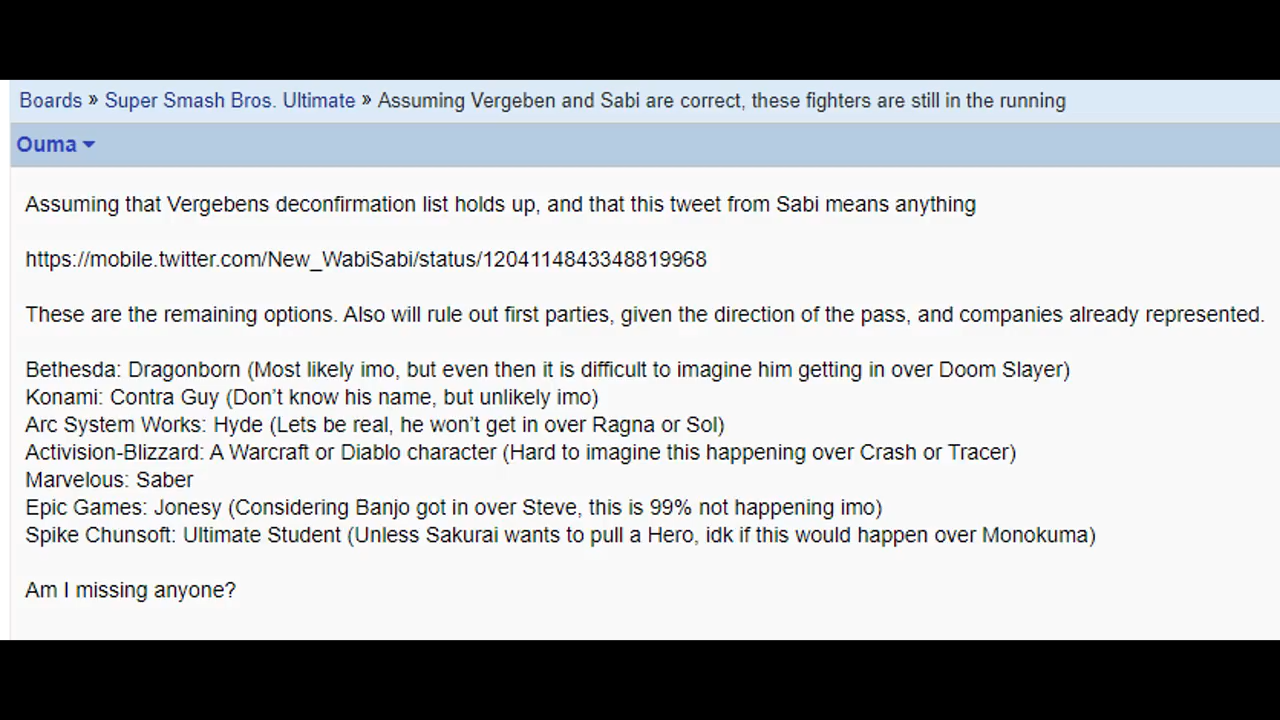 Boards » Super Smash Bros. Ultimate » Assuming Vergeben and Sabi are correct, these fighters are still in the running
Ouma
Assuming that Vergebens deconfirmation list holds up, and that this tweet from Sabi means anything
https://mobile.twitter.com/New_WabiSabi/status/1204114843348819968
These are the remaining options. Also will rule out first parties, given the direction of the pass, and companies already represented.
Bethesda: Dragonborn (Most likely imo, but even then it is difficult to imagine him getting in over Doom Slayer)
Konami: Contra Guy (Don’t know his name, but unlikely imo)
Arc System Works: Hyde (Lets be real, he won’t get in over Ragna or Sol)
Activision-Blizzard: A Warcraft or Diablo character (Hard to imagine this happening over Crash or Tracer)
Marvelous: Saber
Epic Games: Jonesy (Considering Banjo got in over Steve, this is 99% not happening imo)
Spike Chunsoft: Ultimate Student (Unless Sakurai wants to pull a Hero, idk if this would happen over Monokuma)
Am I missing anyone?